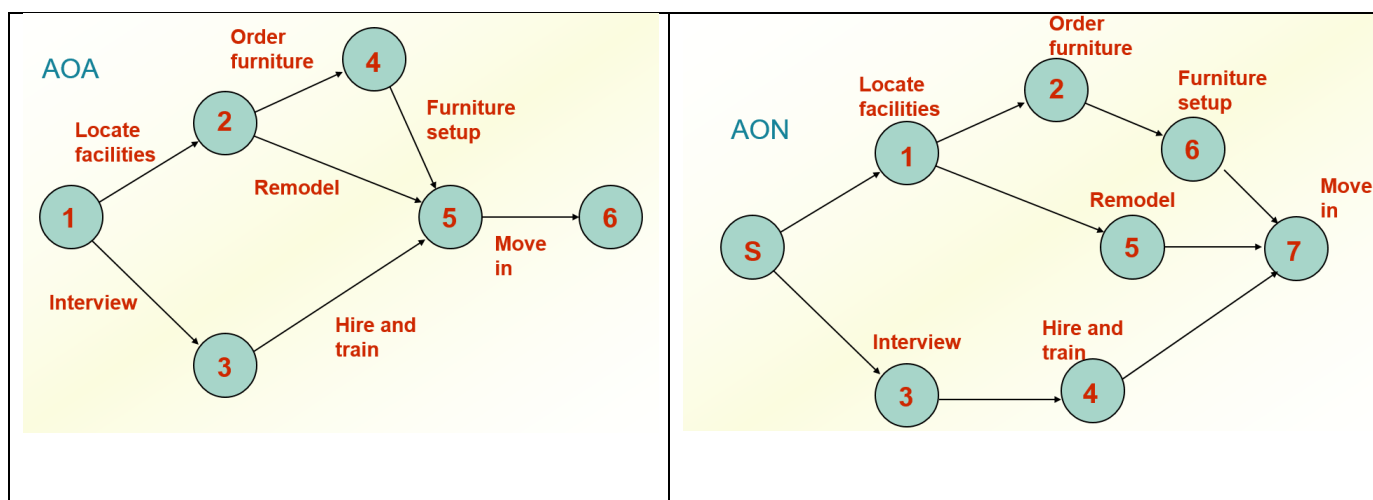 AOA
Order
furniture
4
Locate
facilities
2
Furniture
setup
Remodel
1
5
6
Move
in
Interview
Hire and
train
3
AON
Order
furniture
2
Locate
facilities
Furniture
setup
1
6
Remodel
Move
in
S
5
7
Interview
Hire and
train
3
4